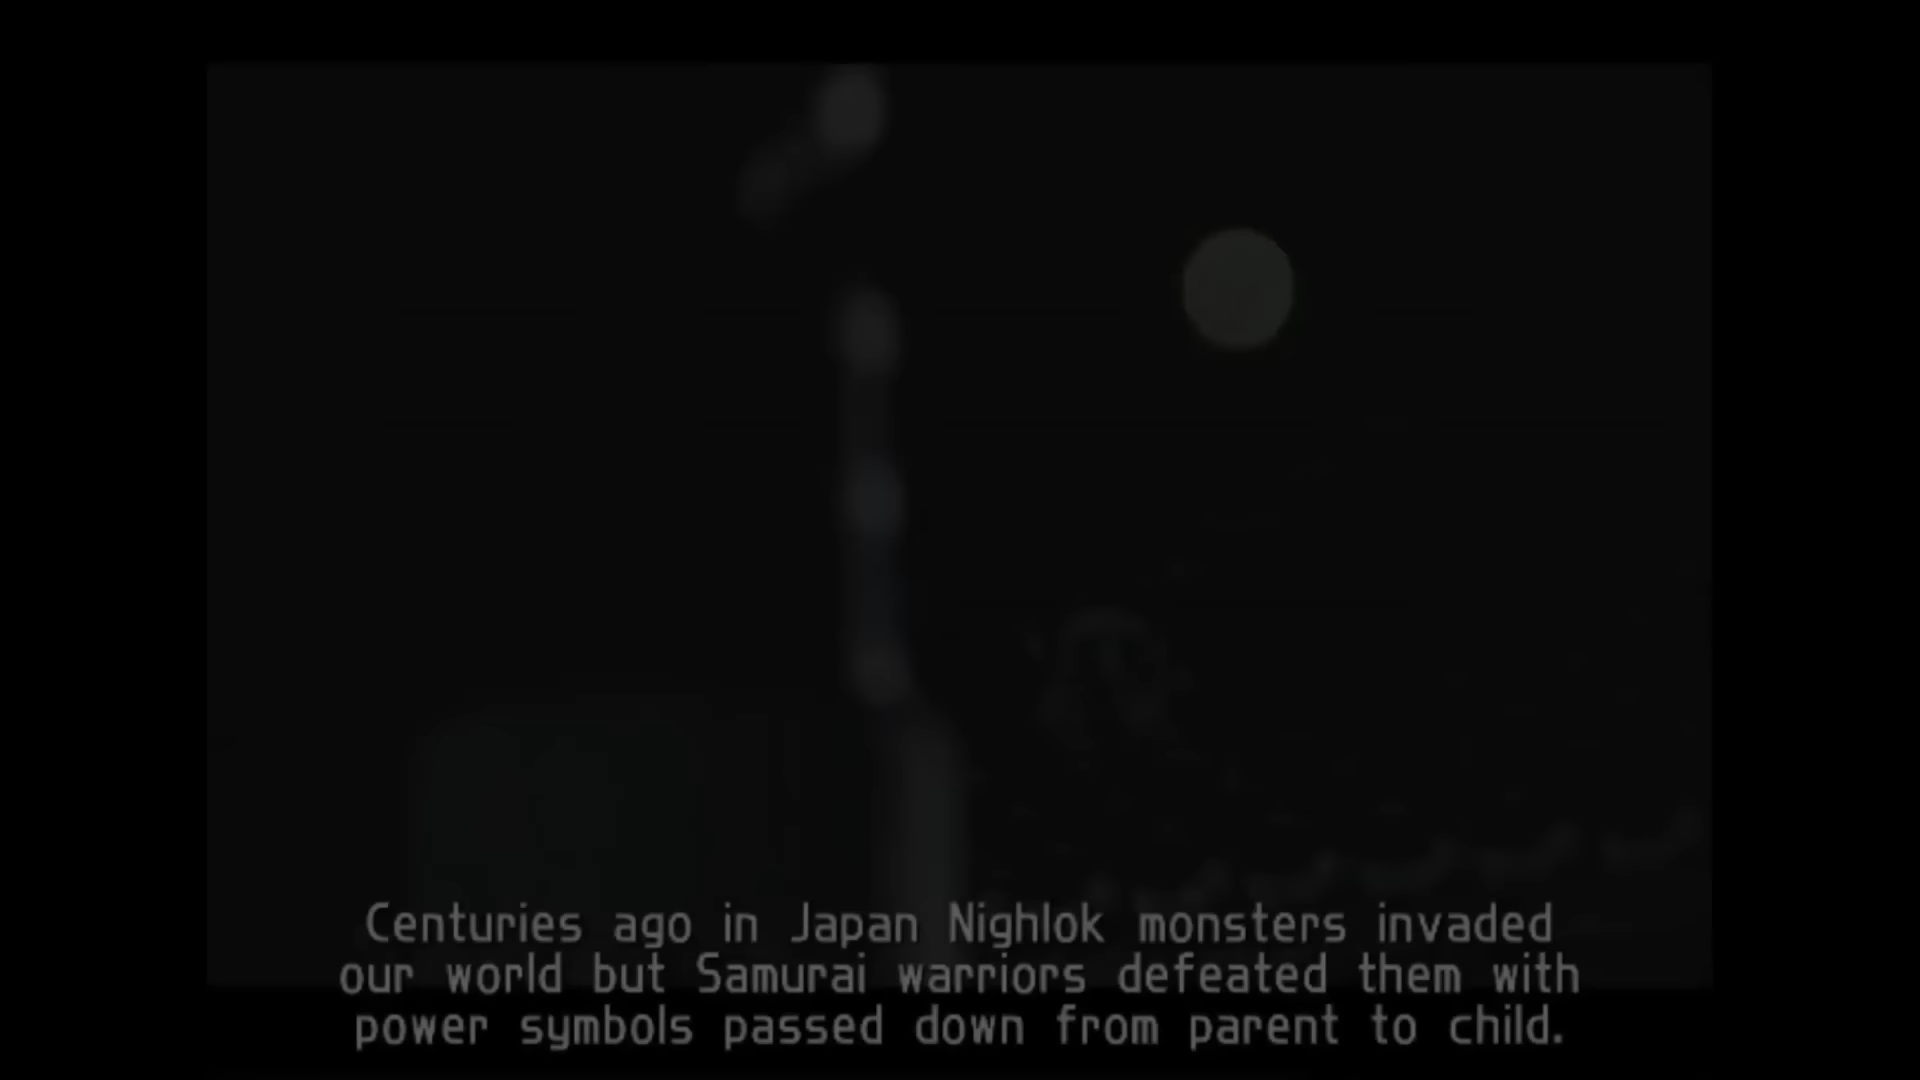 Centuries ago in Japan Nighlok monsters invaded
our world but Samurai warriors defeated them with
power symbols passed down from parent to child.